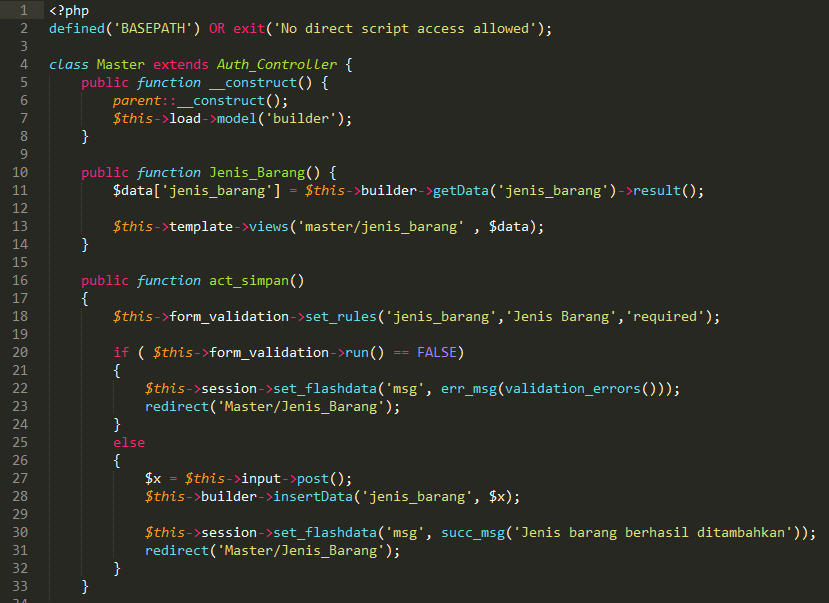 1 <?php
2 defined('BASEPATH') OR exit('No direct script access allowed');
3
4 class Master extends Auth_Controller {
5     public function __construct() {
6         parent::__construct();
7         $this->load->model('builder');
8     }
9
10     public function Jenis_Barang() {
11         $data['jenis_barang'] = $this->builder->getData('jenis_barang')->result();
12
13         $this->template->views('master/jenis_barang' , $data);
14     }
15
16     public function act_simpan()
17     {
18         $this->form_validation->set_rules('jenis_barang','Jenis Barang','required');
19
20         if ( $this->form_validation->run() == FALSE)
21         {
22             $this->session->set_flashdata('msg', err_msg(validation_errors()));
23             redirect('Master/Jenis_Barang');
24         }
25         else
26         {
27             $x = $this->input->post();
28             $this->builder->insertData('jenis_barang', $x);
29
30             $this->session->set_flashdata('msg', succ_msg('Jenis barang berhasil ditambahkan'));
31             redirect('Master/Jenis_Barang');
32         }
33     }
34